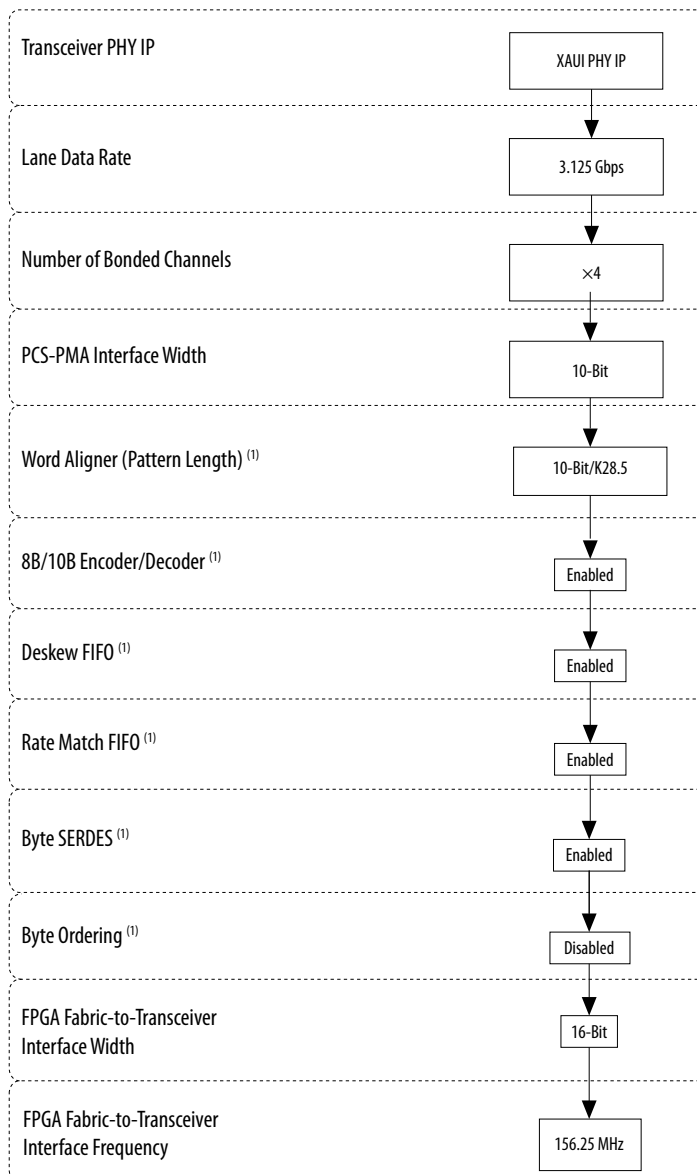 Transceiver PHY IP
XAUI PHY IP
Lane Data Rate
3.125 Gbps
Number of Bonded Channels
×4
PCS-PMA Interface Width
10-Bit
Word Aligner (Pattern Length) (1)
10-Bit/K28.5
8B/10B Encoder/Decoder (1)
Enabled
Deskew FIFO (1)
Enabled
Rate Match FIFO (1)
Enabled
Byte SERDES (1)
Enabled
Byte Ordering (1)
Disabled
FPGA Fabric-to-Transceiver
Interface Width
16-Bit
FPGA Fabric-to-Transceiver
Interface Frequency
156.25 MHz